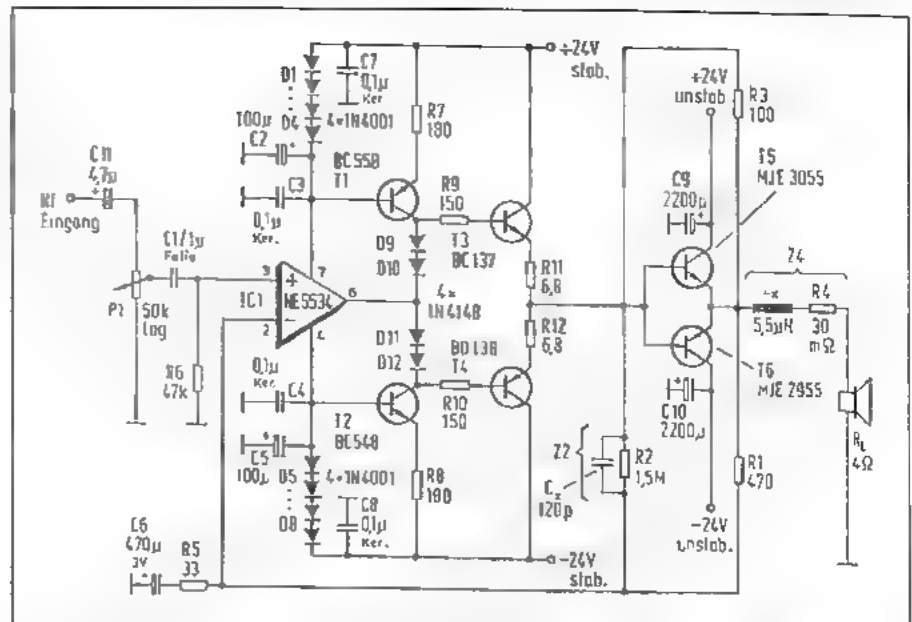 D1
D4
4×1N4001
C7
0,1µ
Ker.
R7
180
+24V
stab.
+24V
unstab
R3
100
C2
100µ
C3
0,1µ
Ker.
BC558
T1
R9
150
T3
BC137
C9
2200µ
T5
MJE 3055
4,7µ
Eingang
C1/1µ
Folie
P1
50k
log
R6
47k
3
2
7
4
6
IC1
NE5534
D9
D10
4×
1N4148
D11
D12
R11
6,8
R12
6,8
Z4
5,5µH
R4
30
mΩ
T6
MJE 2955
0,1µ
Ker.
C4
C5
100µ
T2
BC548
BD138
T4
R10
150
C10
2200µ
RL
4Ω
D5
D8
4×1N4001
C8
0,1µ
Ker.
R8
180
Z2
Cx
120p
R2
1,5M
R1
470
-24V
unstab.
-24V
stab.
C6
470µ
3V
R5
33